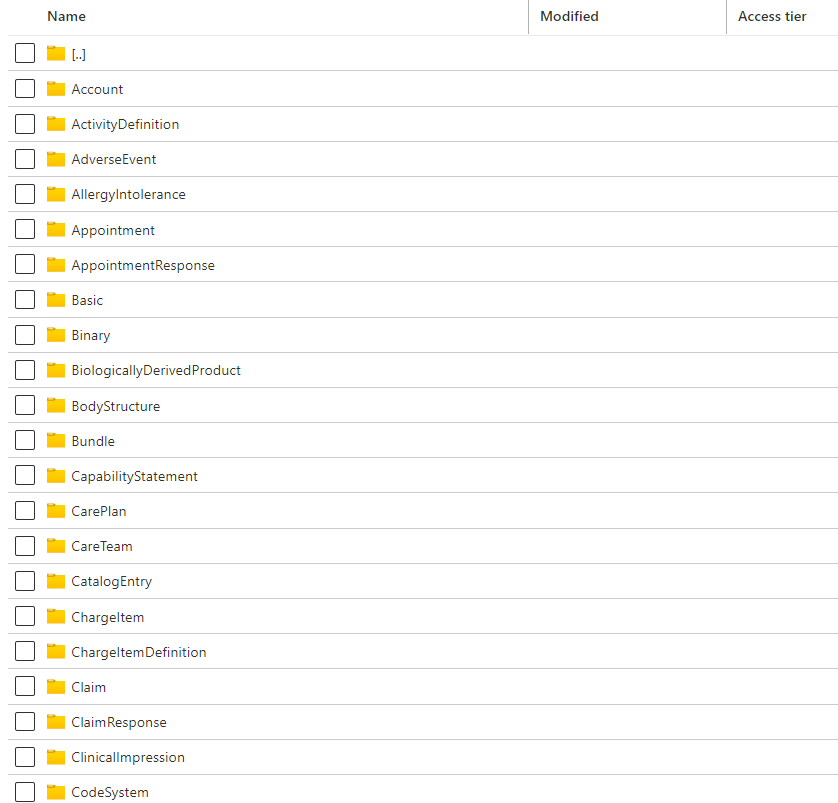 Name Modified Access tier
[..]
Account
ActivityDefinition
AdverseEvent
AllergyIntolerance
Appointment
AppointmentResponse
Basic
Binary
BiologicallyDerivedProduct
BodyStructure
Bundle
CapabilityStatement
CarePlan
CareTeam
CatalogEntry
ChargeItem
ChargeItemDefinition
Claim
ClaimResponse
ClinicalImpression
CodeSystem